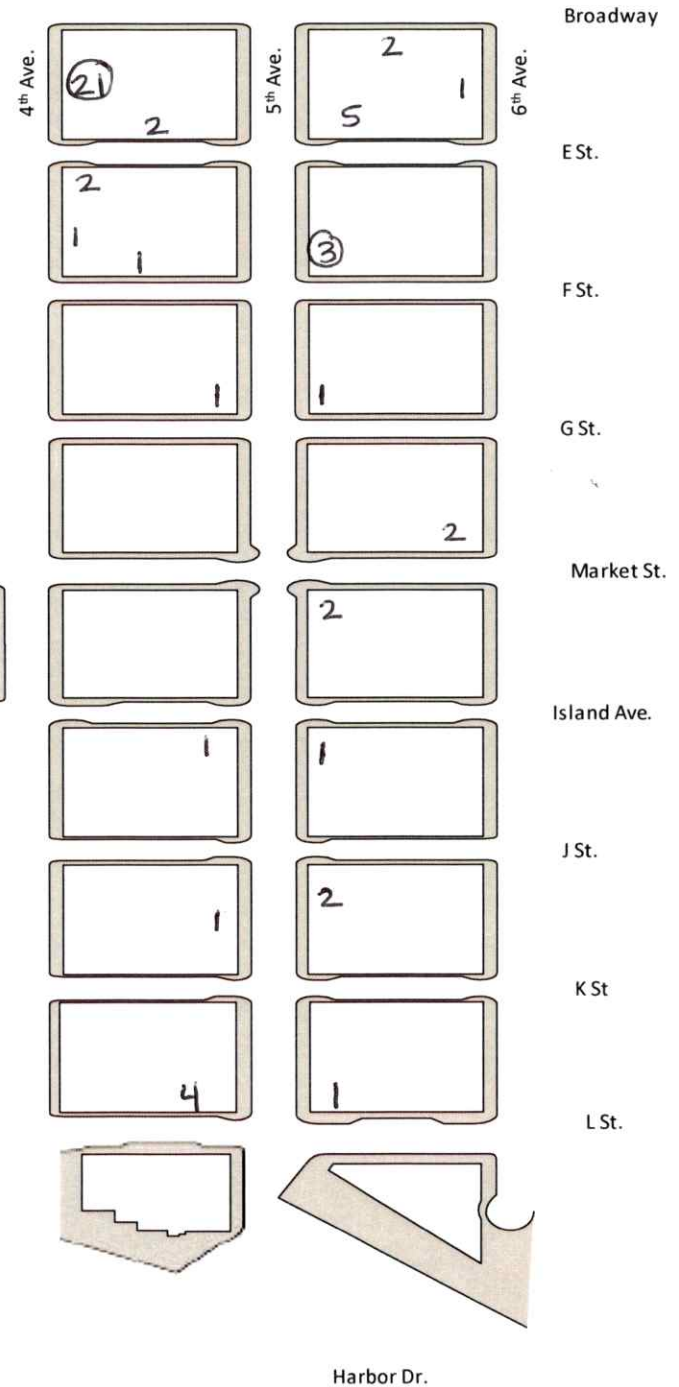 Broadway
4th Ave.
5th Ave.
6th Ave.
2
21
1
2
5
E St.
2
1
1
3
F St.
1
1
G St.
2
Market St.
2
Island Ave.
1
1
J St.
2
1
K St
4
1
L St.
Harbor Dr.